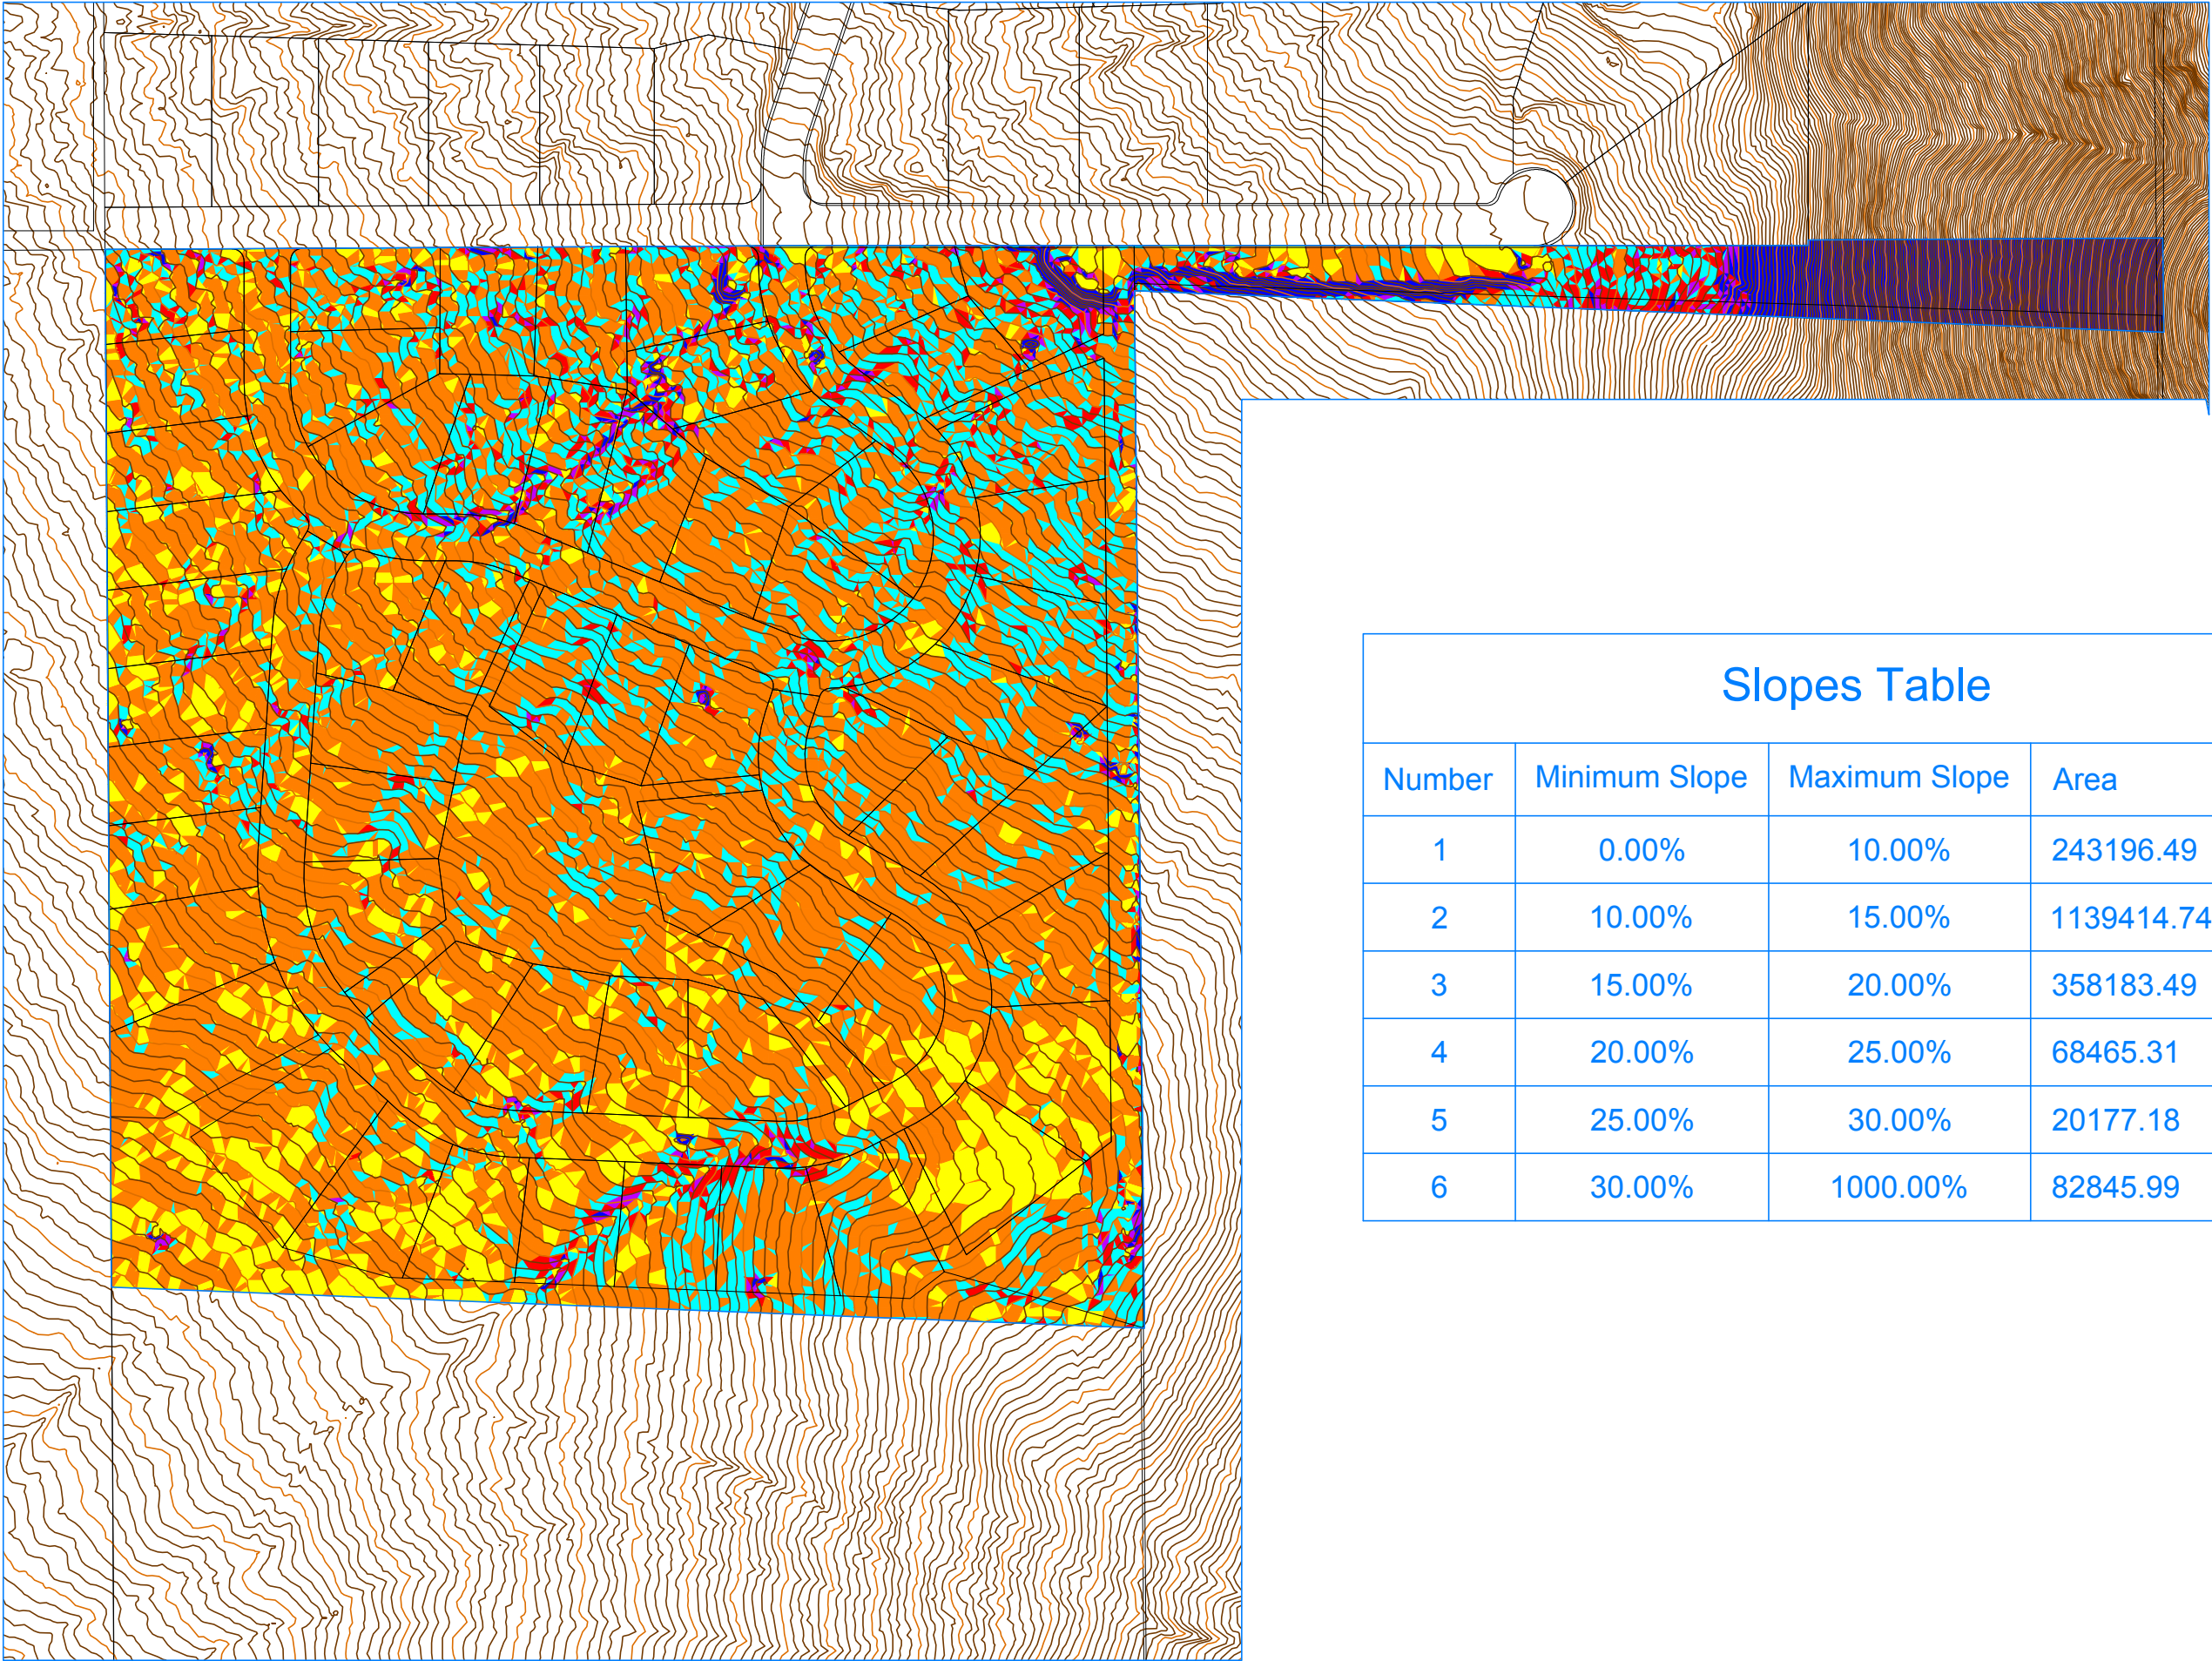 Slopes Table
Number Minimum Slope Maximum Slope Area
1 0.00% 10.00% 243196.49
2 10.00% 15.00% 1139414.74
3 15.00% 20.00% 358183.49
4 20.00% 25.00% 68465.31
5 25.00% 30.00% 20177.18
6 30.00% 1000.00% 82845.99